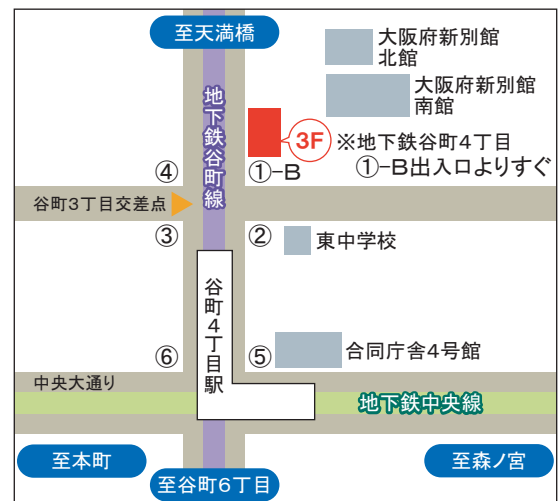 至天満橋
大阪府新別館
北館
大阪府新別館
南館
地下鉄谷町線
3F
※地下鉄谷町4丁目
①-B出入口よりすぐ
④
①-B
谷町3丁目交差点
③
②
東中学校
谷町4丁目駅
⑥
⑤
合同庁舎4号館
中央大通り
地下鉄中央線
至本町
至谷町6丁目
至森ノ宮